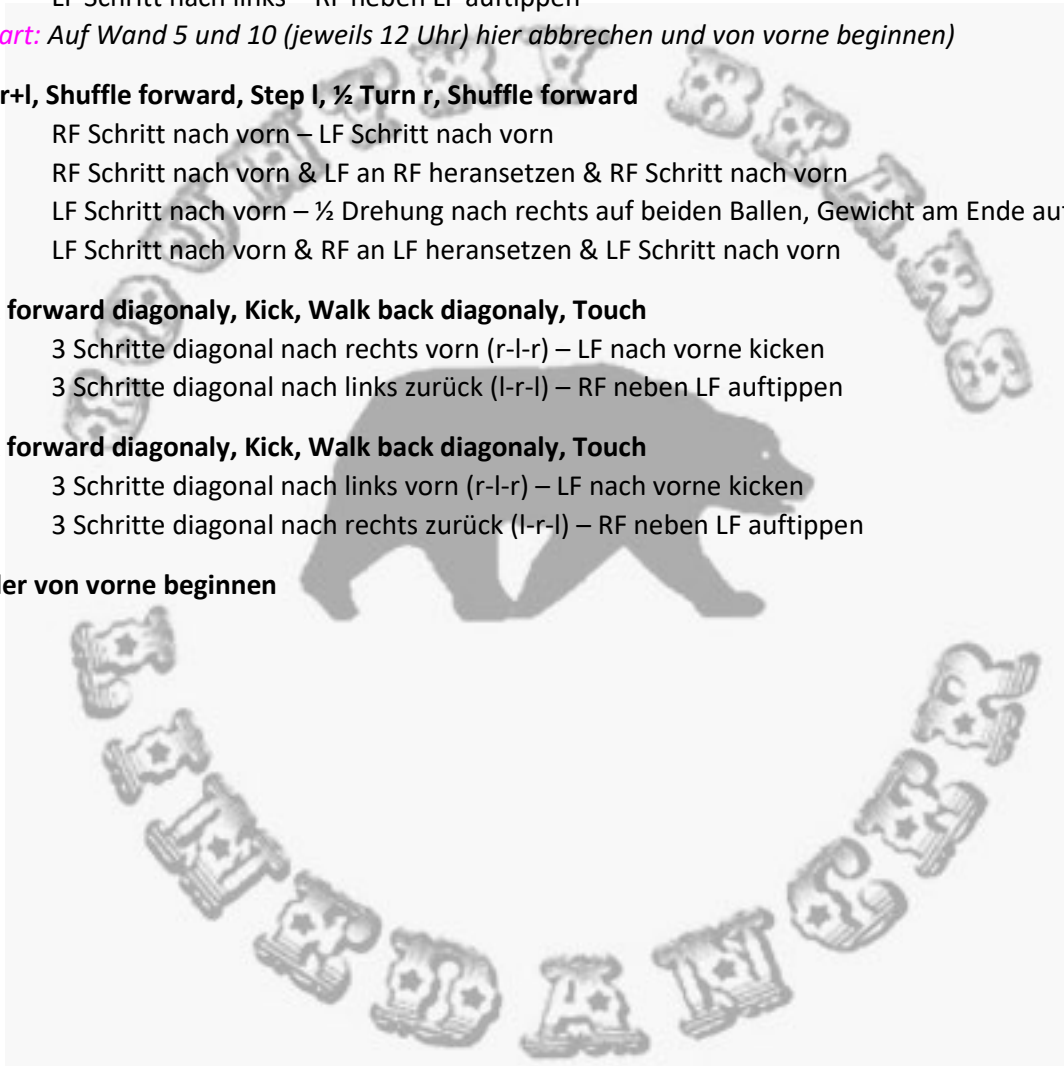 LF Schritt nach links – RF neben LF auftippen
art: Auf Wand 5 und 10 (jeweils 12 Uhr) hier abbrechen und von vorne beginnen)
r+l, Shuffle forward, Step l, ½ Turn r, Shuffle forward
RF Schritt nach vorn – LF Schritt nach vorn
RF Schritt nach vorn & LF an RF heransetzen & RF Schritt nach vorn
LF Schritt nach vorn – ½ Drehung nach rechts auf beiden Ballen, Gewicht am Ende auf
LF Schritt nach vorn & RF an LF heransetzen & LF Schritt nach vorn
forward diagonaly, Kick, Walk back diagonaly, Touch
3 Schritte diagonal nach rechts vorn (r-l-r) – LF nach vorne kicken
3 Schritte diagonal nach links zurück (l-r-l) – RF neben LF auftippen
forward diagonaly, Kick, Walk back diagonaly, Touch
3 Schritte diagonal nach links vorn (r-l-r) – LF nach vorne kicken
3 Schritte diagonal nach rechts zurück (l-r-l) – RF neben LF auftippen
der von vorne beginnen
COUNTRY BEARS
LINEDANCER